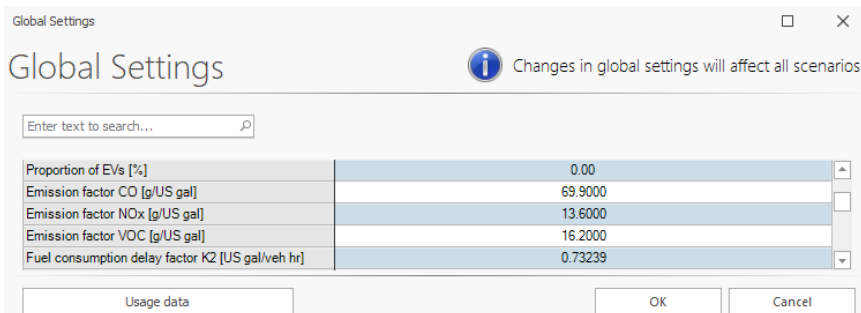 Global Settings
Global Settings
Changes in global settings will affect all scenarios
Enter text to search...
Proportion of EVs [%] 0.00
Emission factor CO [g/US gal] 69.9000
Emission factor NOx [g/US gal] 13.6000
Emission factor VOC [g/US gal] 16.2000
Fuel consumption delay factor K2 [US gal/veh hr] 0.73239
Usage data OK Cancel